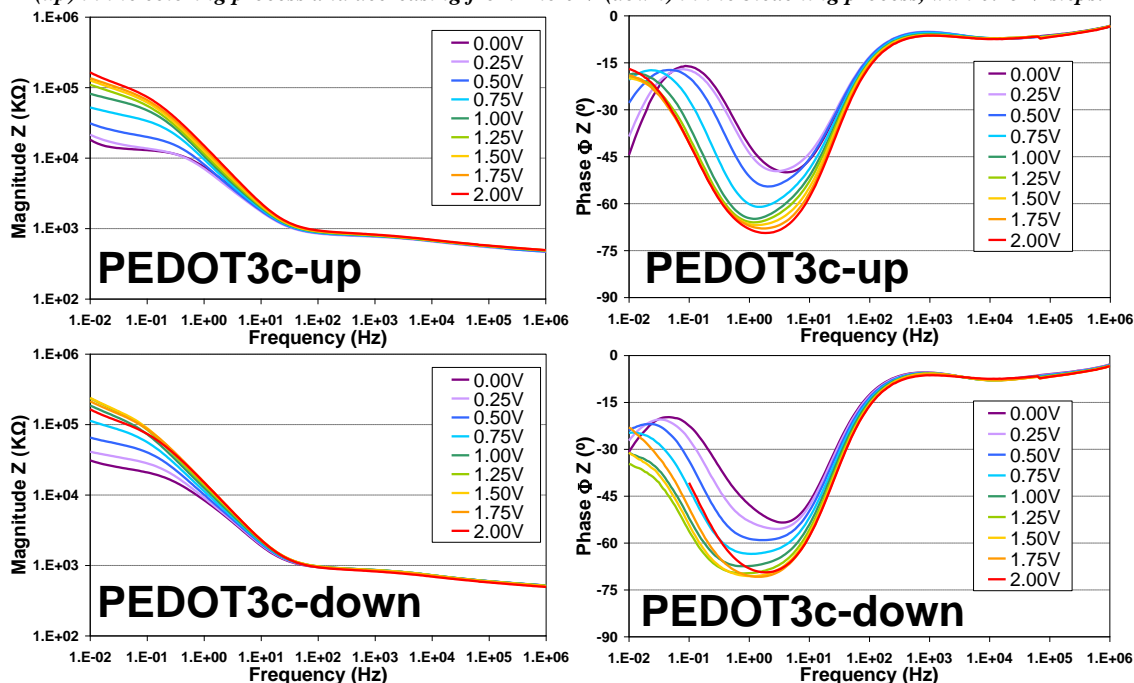 (up) in the coloring process and decreasing from 2.0 to 0V (down) in the bleaching process, with 0.25V steps.
1.E+06
1.E+05
1.E+04
1.E+03
1.E+02
Magnitude Z (KΩ)
0.00V
0.25V
0.50V
0.75V
1.00V
1.25V
1.50V
1.75V
2.00V
PEDOT3c-up
1.E-02 1.E-01 1.E+00 1.E+01 1.E+02 1.E+03 1.E+04 1.E+05 1.E+06
Frequency (Hz)
0
-15
-30
-45
-60
-75
-90
Phase Φ Z (º)
0.00V
0.25V
0.50V
0.75V
1.00V
1.25V
1.50V
1.75V
2.00V
PEDOT3c-up
1.E-02 1.E-01 1.E+00 1.E+01 1.E+02 1.E+03 1.E+04 1.E+05 1.E+06
Frequency (Hz)
1.E+06
1.E+05
1.E+04
1.E+03
1.E+02
Magnitude Z (KΩ)
0.00V
0.25V
0.50V
0.75V
1.00V
1.25V
1.50V
1.75V
2.00V
PEDOT3c-down
1.E-02 1.E-01 1.E+00 1.E+01 1.E+02 1.E+03 1.E+04 1.E+05 1.E+06
Frequency (Hz)
0
-15
-30
-45
-60
-75
-90
Phase Φ Z (º)
0.00V
0.25V
0.50V
0.75V
1.00V
1.25V
1.50V
1.75V
2.00V
PEDOT3c-down
1.E-02 1.E-01 1.E+00 1.E+01 1.E+02 1.E+03 1.E+04 1.E+05 1.E+06
Frequency (Hz)